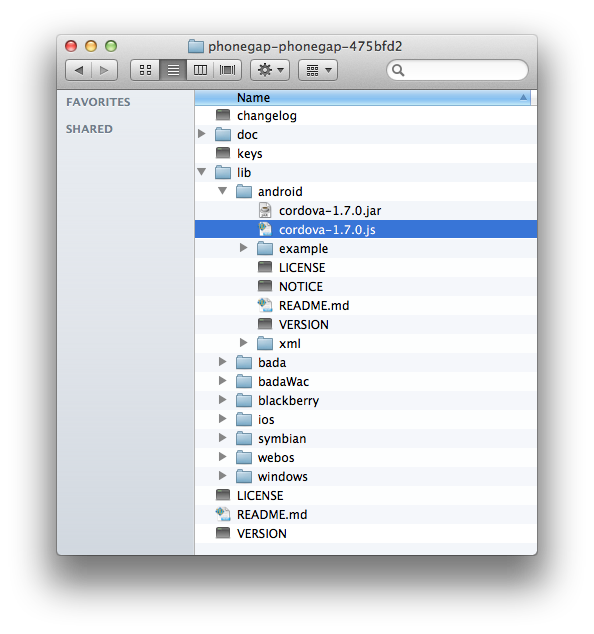 phonegap-phonegap-475bfd2
FAVORITES
SHARED
Name
changelog
doc
keys
lib
android
cordova-1.7.0.jar
cordova-1.7.0.js
example
LICENSE
NOTICE
README.md
VERSION
xml
bada
badaWac
blackberry
ios
symbian
webos
windows
LICENSE
README.md
VERSION